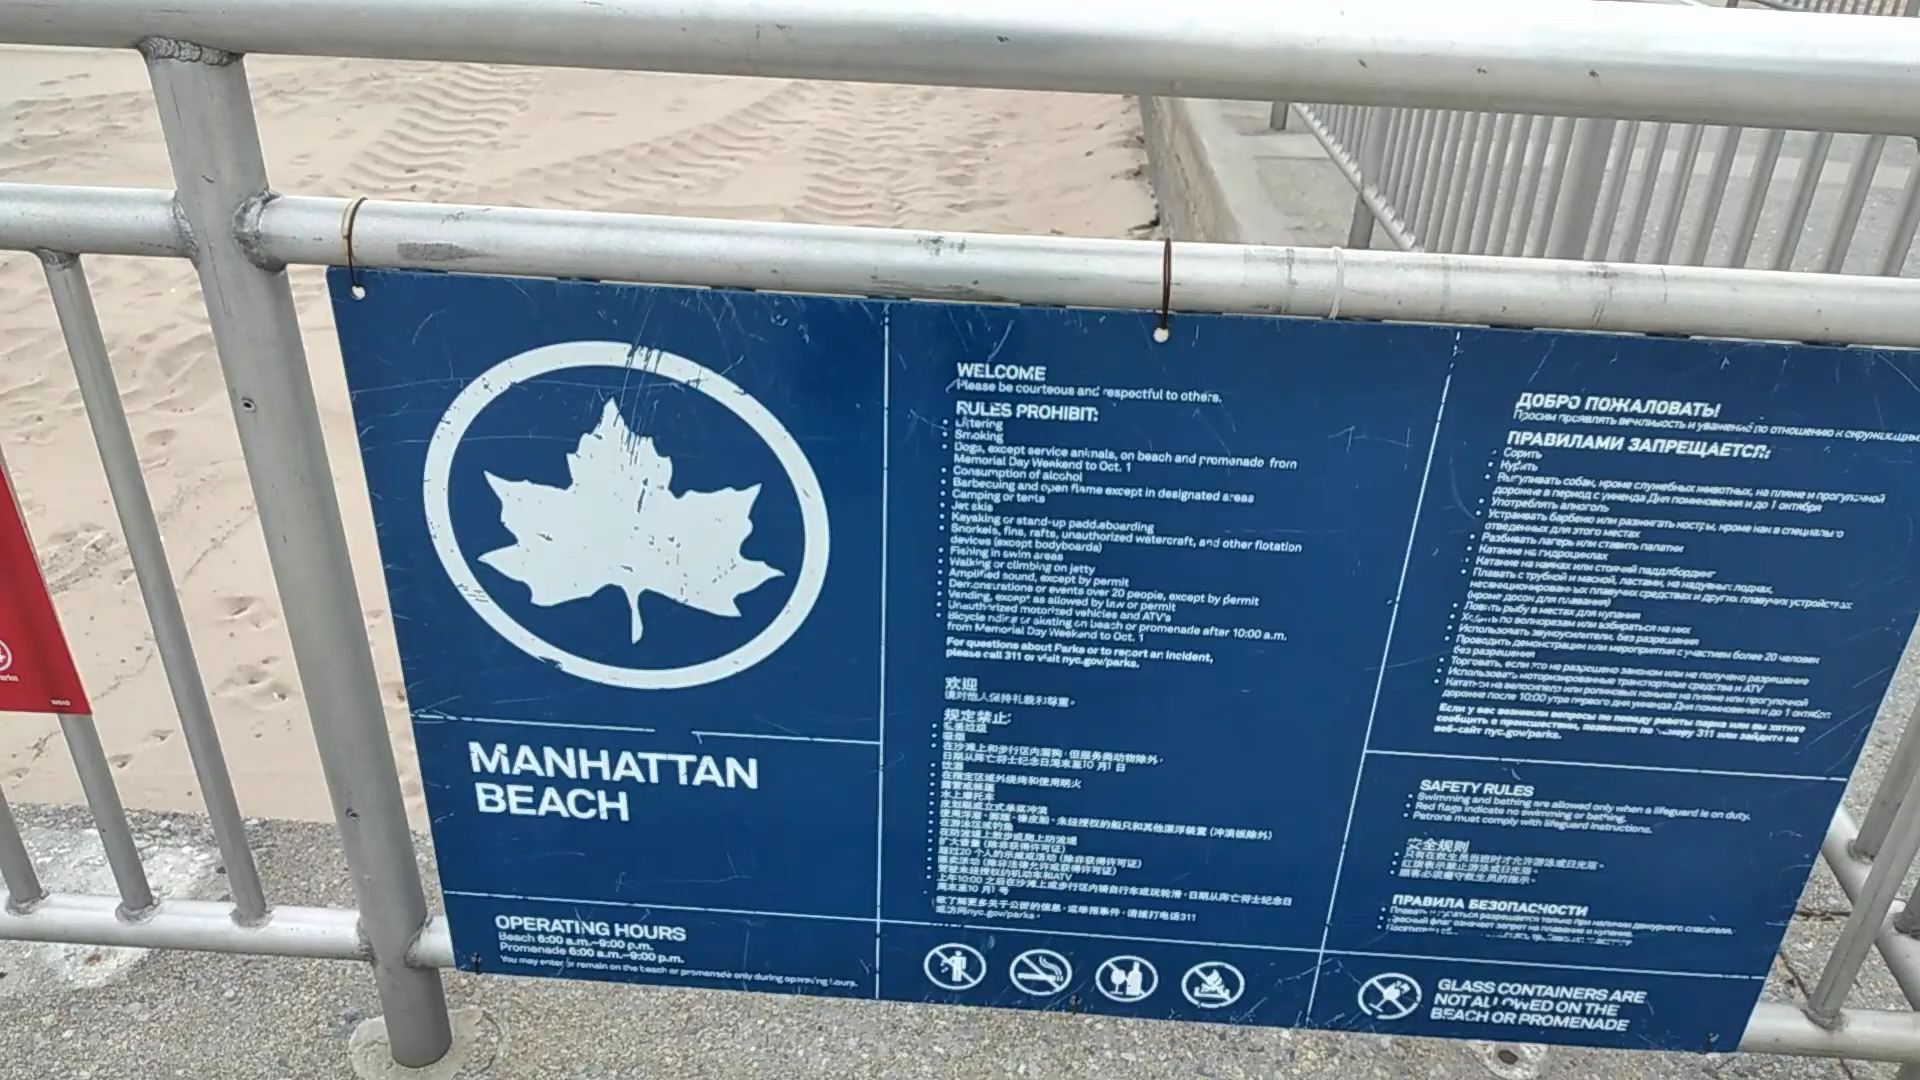 MANHATTAN
BEACH
OPERATING HOURS
Beach 6:00 a.m.–9:00 p.m.
Promenade 6:00 a.m.–9:00 p.m.
You may enter or remain on the beach or promenade only during operating hours.
WELCOME
Please be courteous and respectful to others.
RULES PROHIBIT:
• Littering
• Smoking
• Dogs, except service animals, on beach and promenade from
Memorial Day Weekend to Oct. 1
• Consumption of alcohol
• Barbecuing and open flame except in designated areas
• Camping or tents
• Jet skis
• Kayaking or stand-up paddleboarding
• Snorkels, fins, rafts, unauthorized watercraft, and other flotation
devices (except bodyboards)
• Fishing in swim areas
• Walking or climbing on jetty
• Amplified sound, except by permit
• Demonstrations or events over 20 people, except by permit
• Vending, except as allowed by law or permit
• Unauthorized motorized vehicles and ATV's
• Bicycle riding or skating on beach or promenade after 10:00 a.m.
from Memorial Day Weekend to Oct. 1
For questions about Parks or to report an incident,
please call 311 or visit nyc.gov/parks.
欢迎
请对他人保持礼貌和尊重。
规定禁止:
• 乱丢垃圾
• 吸烟
• 在沙滩上和步行区内溜狗，但服务类动物除外，
日期从阵亡将士纪念日周末至10 月1 日
• 饮酒
• 在指定区域外烧烤和使用明火
• 露营或帐篷
• 水上摩托车
• 皮划艇或立式单桨冲浪
• 使用浮潜、脚蹼、橡皮船、未经授权的船只和其他漂浮装置 (冲浪板除外)
• 在游泳区域钓鱼
• 在防波堤上散步或爬上防波堤
• 扩大音量 (除非获得许可证)
• 超过20 个人的示威或活动 (除非获得许可证)
• 贩卖活动 (除非法律允许或获得许可证)
• 驾驶未经授权的机动车和ATV
• 上午10:00 之后在沙滩上或步行区内骑自行车或玩轮滑，日期从阵亡将士纪念日
周末至10 月1 号
欲了解更多关于公园的信息，或举报事件，请拨打电话311
或访问nyc.gov/parks。
ДОБРО ПОЖАЛОВАТЬ!
Просим проявлять вежливость и уважение по отношению к окружающим
ПРАВИЛАМИ ЗАПРЕЩАЕТСЯ:
• Сорить
• Курить
• Выгуливать собак, кроме служебных животных, на пляже и прогулочной
дорожке в период с уикенда Дня поминовения и до 1 октября
• Употреблять алкоголь
• Устраивать барбекю или разжигать костры, кроме как в специально
отведенных для этого местах
• Разбивать лагерь или ставить палатки
• Катание на гидроциклах
• Катание на каяках или стоячий паддлбординг
• Плавать с трубкой и маской, ластами, на надувных лодках,
несанкционированных плавучих средствах и других плавучих устройствах
(кроме досок для плавания)
• Ловить рыбу в местах для купания
• Ходить по волнорезам или взбираться на них
• Использовать звукоусилители, без разрешения
• Проводить демонстрации или мероприятия с участием более 20 человек
без разрешения
• Торговать, если это не разрешено законом или не получено разрешение
• Использовать моторизированные транспортные средства и ATV
• Кататься на велосипеде или роликовых коньках на пляже или прогулочной
дорожке после 10:00 утра первого дня уикенда Дня поминовения и до 1 октября
Если у вас возникли вопросы по поводу работы парка или вы хотите
сообщить о происшествии, позвоните по номеру 311 или зайдите на
веб-сайт nyc.gov/parks.
SAFETY RULES
• Swimming and bathing are allowed only when a lifeguard is on duty.
• Red flags indicate no swimming or bathing.
• Patrons must comply with lifeguard instructions.
安全规则
• 只有在救生员当班时才允许游泳或日光浴。
• 红旗表示禁止游泳或日光浴。
• 顾客必须遵守救生员的指示。
ПРАВИЛА БЕЗОПАСНОСТИ
• Плавать и купаться разрешается только при наличии дежурного спасателя.
• Красный флаг означает запрет на плавание и купание.
GLASS CONTAINERS ARE
NOT ALLOWED ON THE
BEACH OR PROMENADE